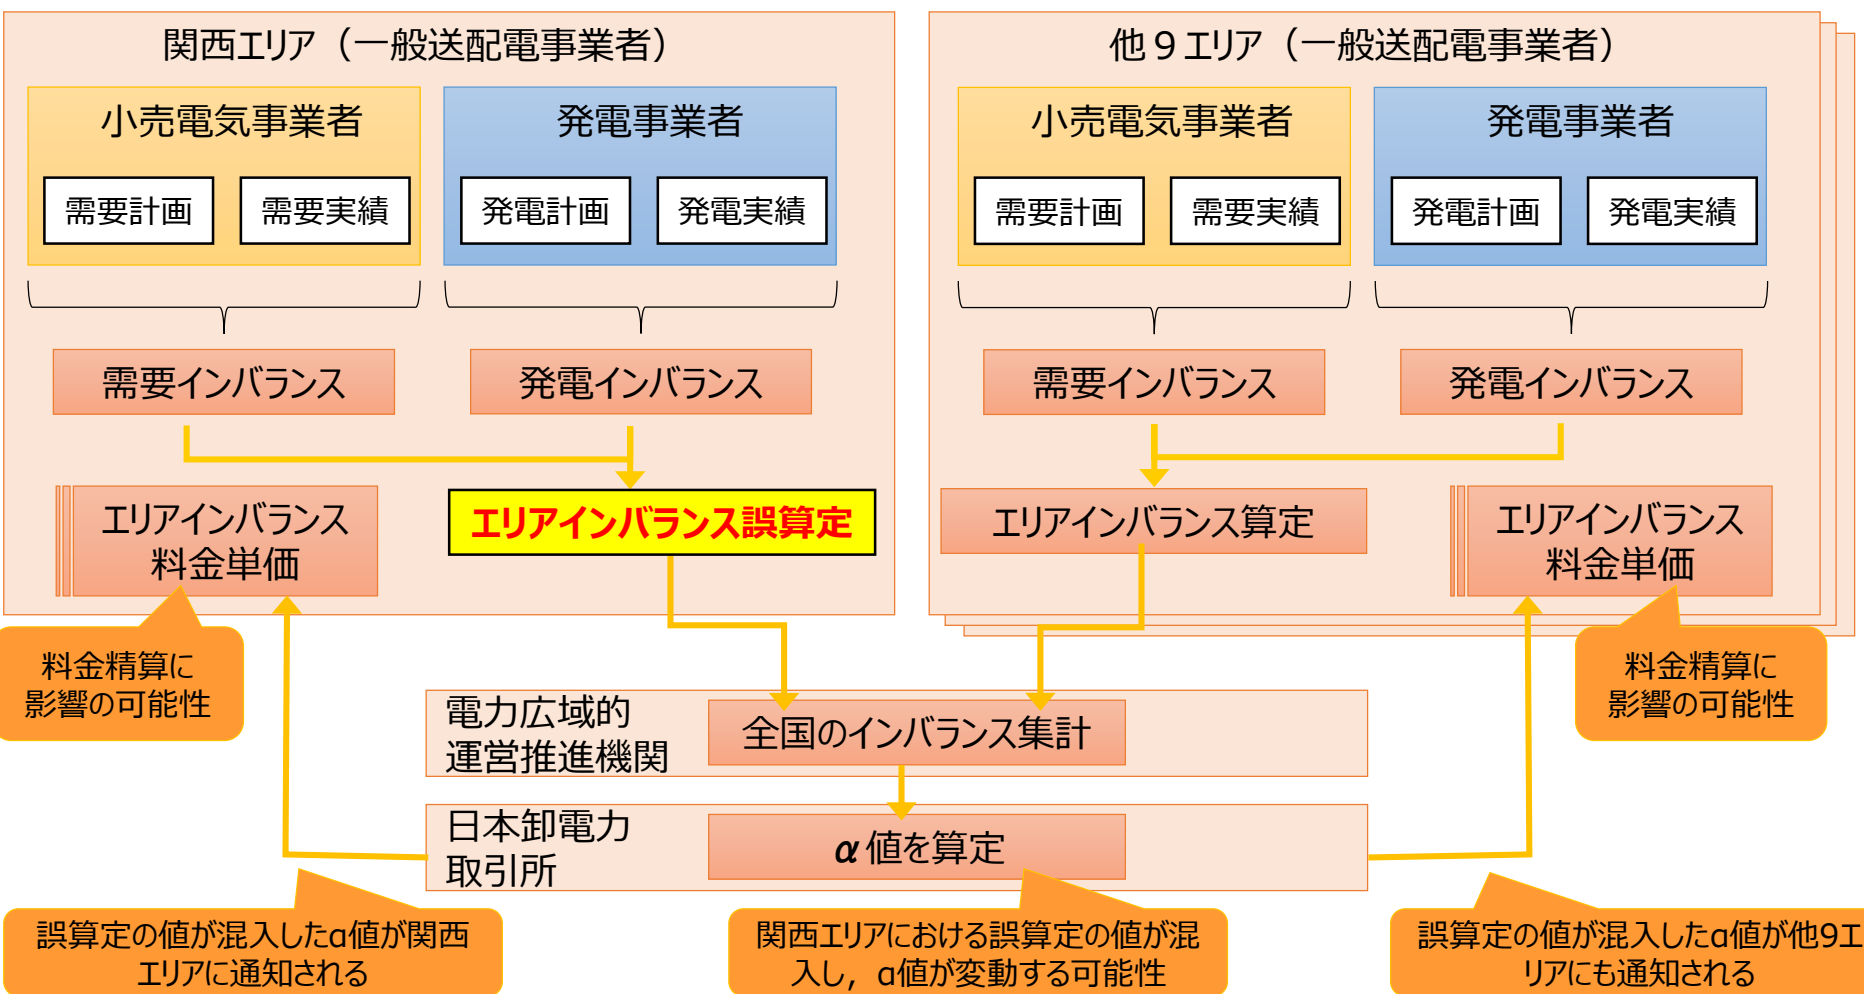 関西エリア（一般送配電事業者）
小売電気事業者
発電事業者
需要計画
需要実績
発電計画
発電実績
需要インバランス
発電インバランス
エリアインバランス
料金単価
エリアインバランス誤算定
料金精算に
影響の可能性
他９エリア（一般送配電事業者）
小売電気事業者
発電事業者
需要計画
需要実績
発電計画
発電実績
需要インバランス
発電インバランス
エリアインバランス算定
エリアインバランス
料金単価
料金精算に
影響の可能性
電力広域的
運営推進機関
全国のインバランス集計
日本卸電力
取引所
α値を算定
誤算定の値が混入したα値が関西
エリアに通知される
関西エリアにおける誤算定の値が混
入し，α値が変動する可能性
誤算定の値が混入したα値が他9エ
リアにも通知される